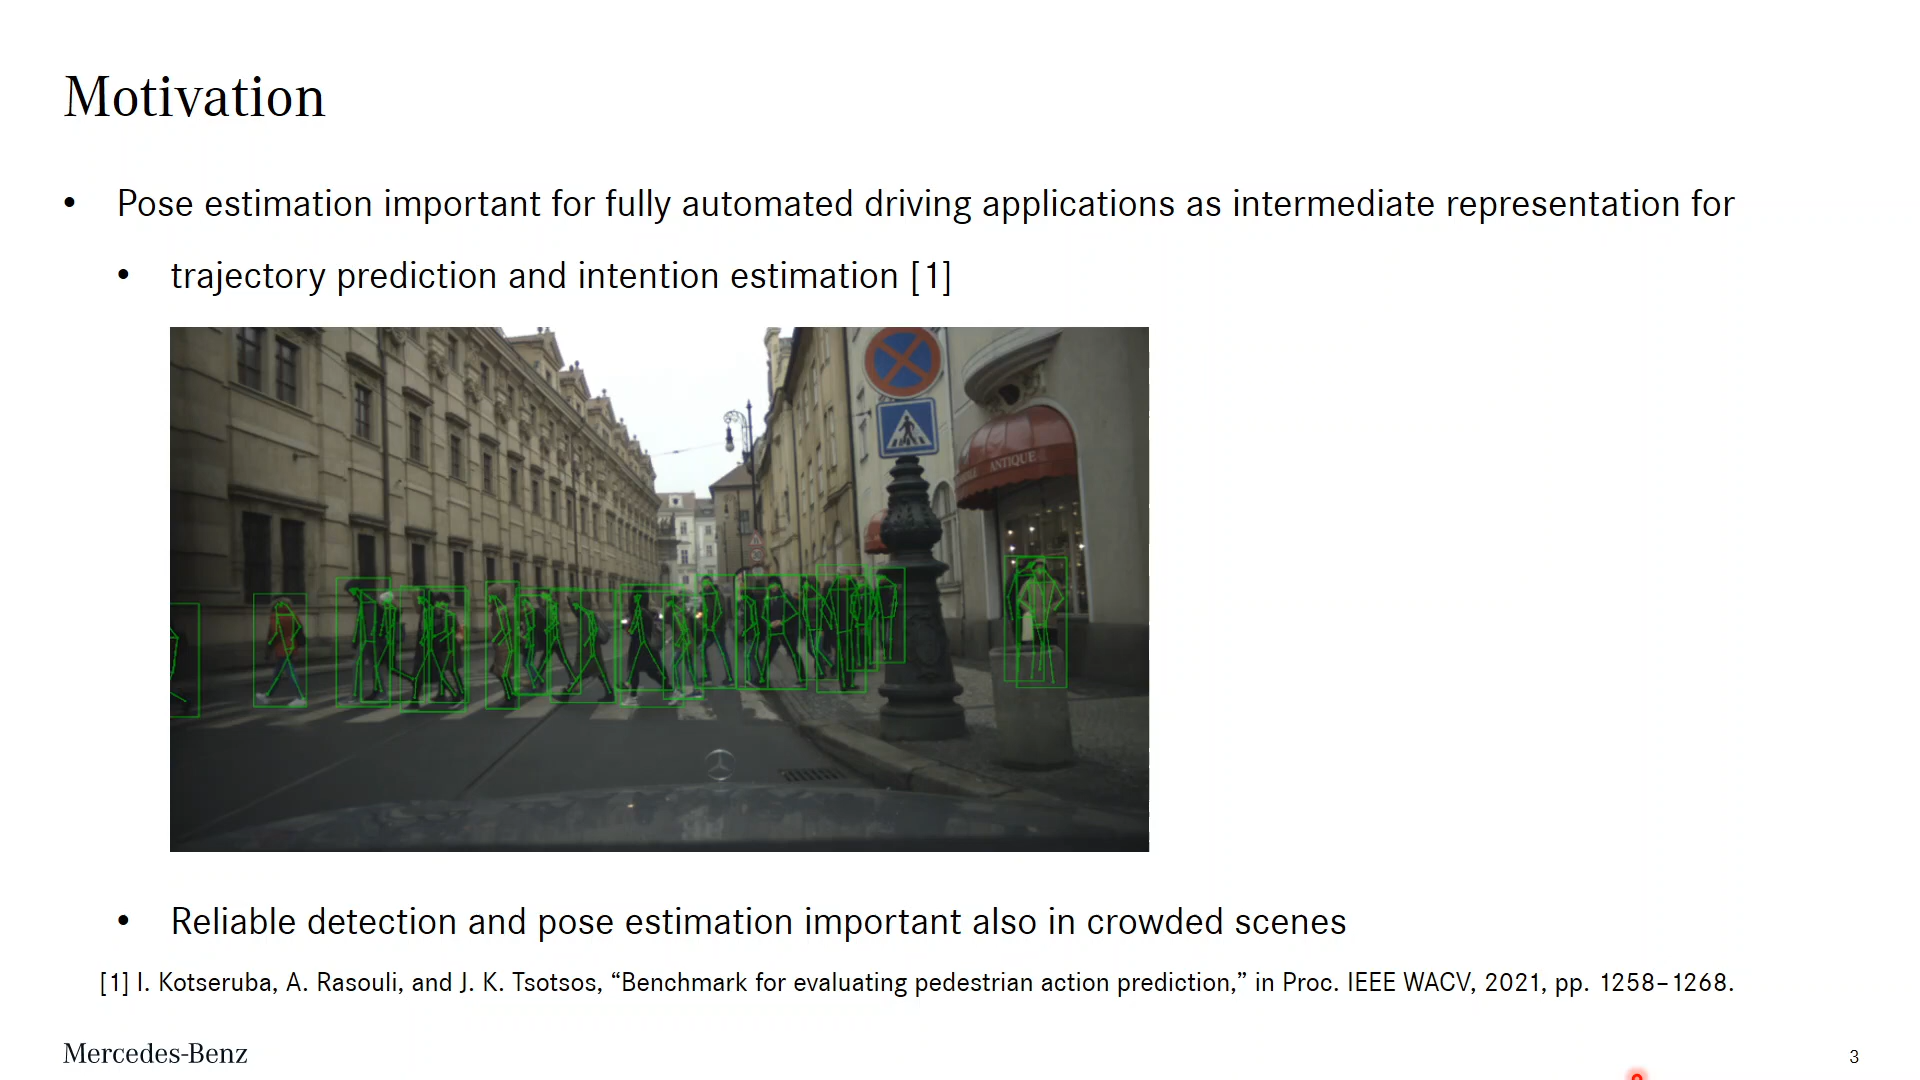 Motivation
• Pose estimation important for fully automated driving applications as intermediate representation for
• trajectory prediction and intention estimation [1]
ANTIQUE
• Reliable detection and pose estimation important also in crowded scenes
[1] I. Kotseruba, A. Rasouli, and J. K. Tsotsos, “Benchmark for evaluating pedestrian action prediction,” in Proc. IEEE WACV, 2021, pp. 1258–1268.
Mercedes-Benz
3